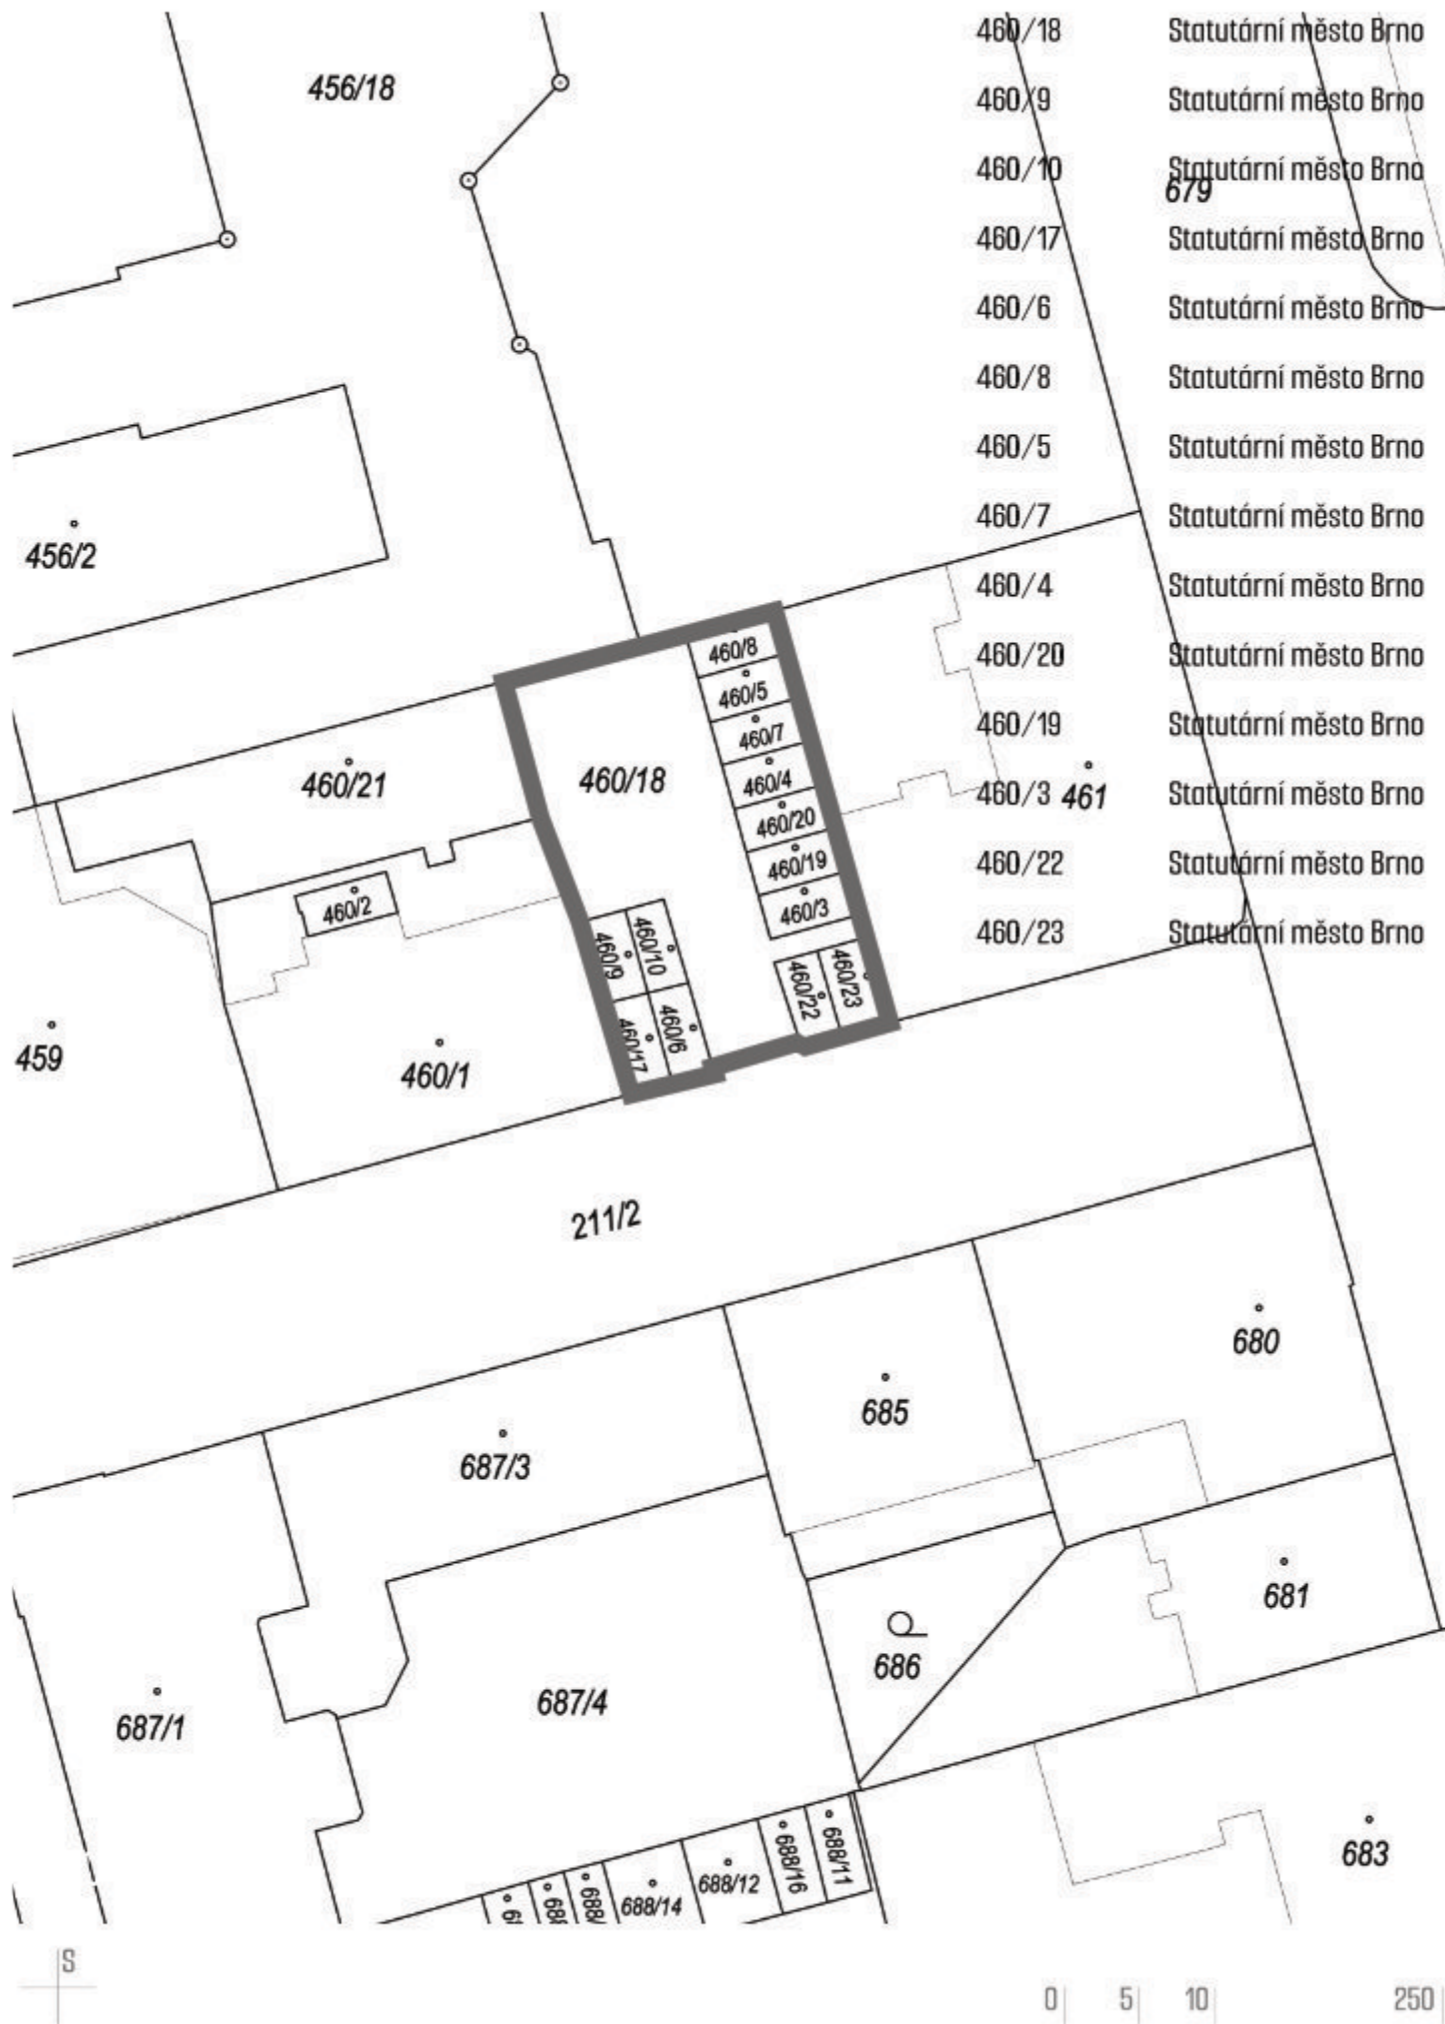 460/18 Statutární město Brno
456/18
460/9 Statutární město Brno
460/10 Statutární město Brno
679
460/17 Statutární město Brno
460/6 Statutární město Brno
460/8 Statutární město Brno
460/5 Statutární město Brno
460/7 Statutární město Brno
456/2
460/4 Statutární město Brno
460/20 Statutární město Brno
460/8
460/5
460/19 Statutární město Brno
460/7
460/21
460/18
460/4
460/3 Statutární město Brno
461
460/20
460/19
460/22 Statutární město Brno
460/2
460/3
460/23 Statutární město Brno
460/9
460/10
460/22
460/23
460/17
460/6
459
460/1
211/2
680
685
687/3
681
686
687/4
687/1
683
688/11
688/16
688/12
688/14
688/
S
0 5 10 250